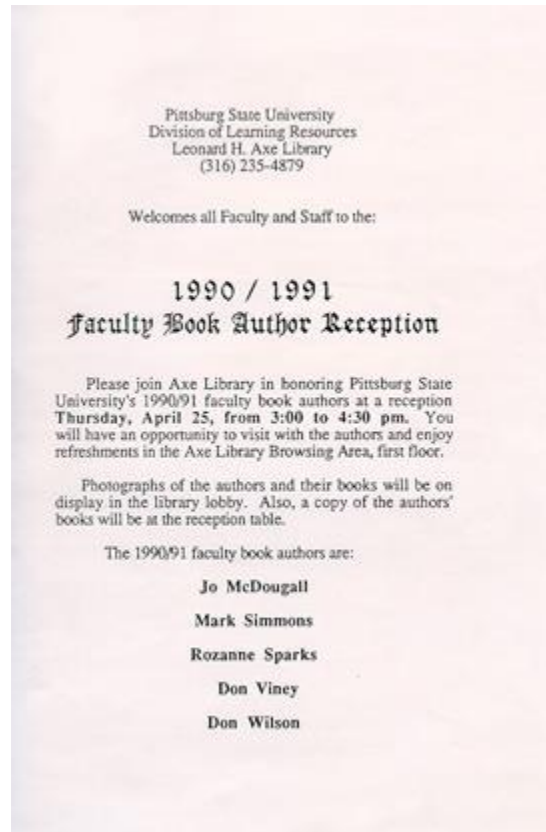 Pittsburg State University
Division of Learning Resources
Leonard H. Axe Library
(316) 235-4879
Welcomes all Faculty and Staff to the:
1990 / 1991
Faculty Book Author Reception
Please join Axe Library in honoring Pittsburg State
University's 1990/91 faculty book authors at a reception
Thursday, April 25, from 3:00 to 4:30 pm. You
will have an opportunity to visit with the authors and enjoy
refreshments in the Axe Library Browsing Area, first floor.
Photographs of the authors and their books will be on
display in the library lobby. Also, a copy of the authors'
books will be at the reception table.
The 1990/91 faculty book authors are:
Jo McDougall
Mark Simmons
Rozanne Sparks
Don Viney
Don Wilson